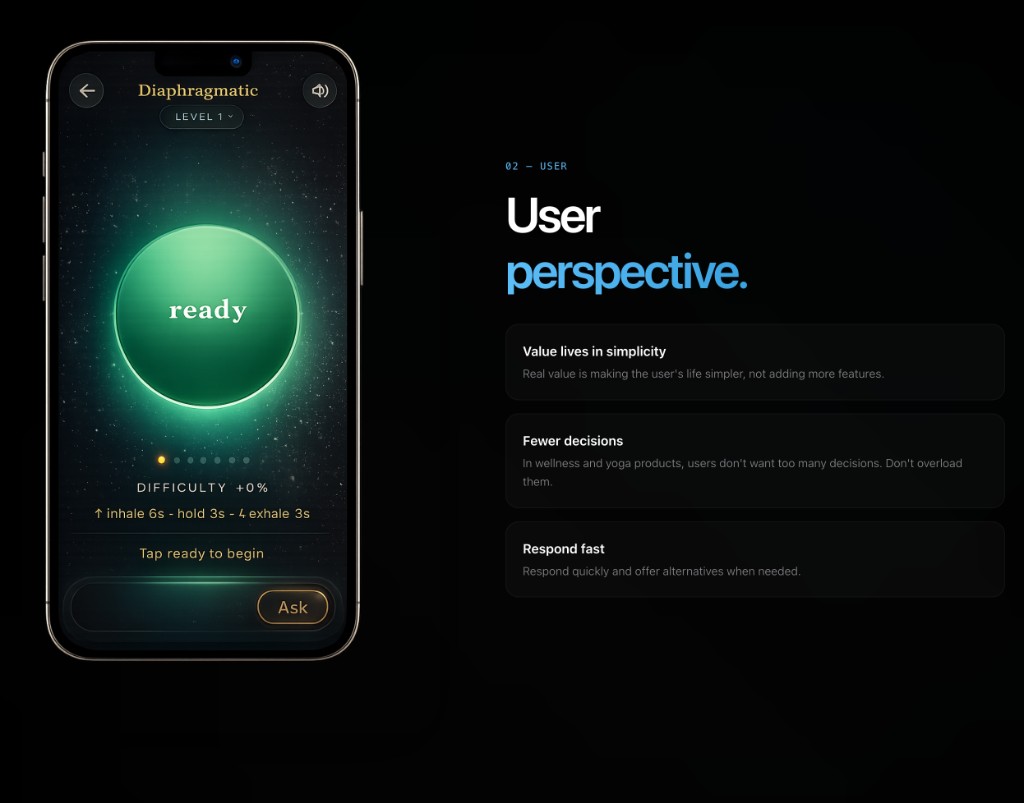 Diaphragmatic
LEVEL 1
ready
DIFFICULTY +0%
↑ inhale 6s - hold 3s - 4 exhale 3s
Tap ready to begin
Ask
02 — USER
User
perspective.
Value lives in simplicity
Real value is making the user's life simpler, not adding more features.
Fewer decisions
In wellness and yoga products, users don't want too many decisions. Don't overload
them.
Respond fast
Respond quickly and offer alternatives when needed.